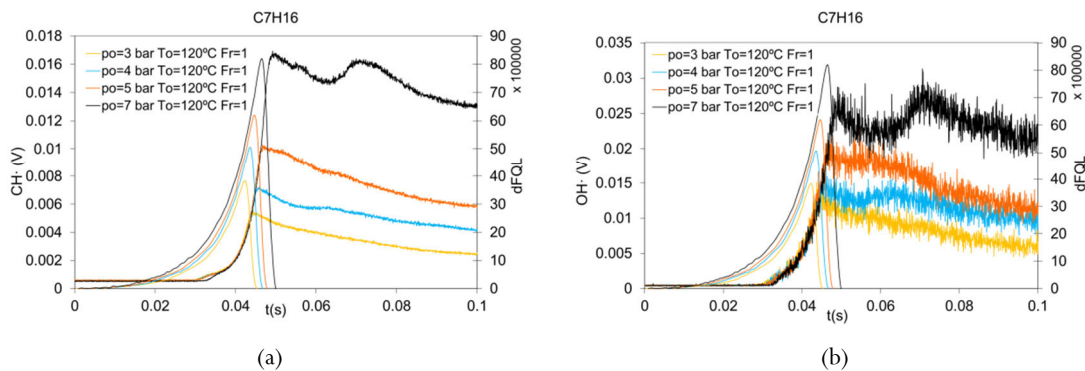 C7H16
0.018
0.016
0.014
0.012
0.01
0.008
0.006
0.004
0.002
0
CH· (V)
po=3 bar To=120ºC Fr=1
po=4 bar To=120ºC Fr=1
po=5 bar To=120ºC Fr=1
po=7 bar To=120ºC Fr=1
90
80
70
60
50
40
30
20
10
0
x 100000
dFQL
0 0.02 0.04 0.06 0.08 0.1
t(s)
(a)
C7H16
0.035
0.03
0.025
0.02
0.015
0.01
0.005
0
OH· (V)
po=3 bar To=120ºC Fr=1
po=4 bar To=120ºC Fr=1
po=5 bar To=120ºC Fr=1
po=7 bar To=120ºC Fr=1
90
80
70
60
50
40
30
20
10
0
x 100000
dFQL
0 0.02 0.04 0.06 0.08 0.1
t(s)
(b)